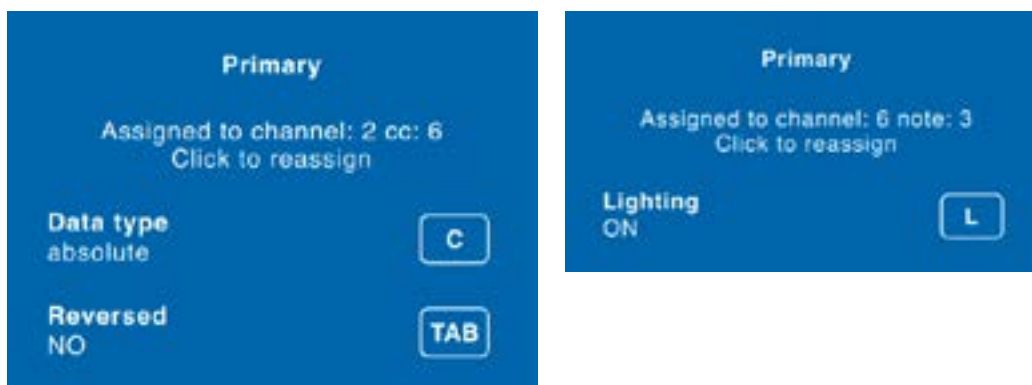 Primary
Assigned to channel: 2 cc: 6
Click to reassign
Data type
absolute
C
Reversed
NO
TAB
Primary
Assigned to channel: 6 note: 3
Click to reassign
Lighting
ON
L